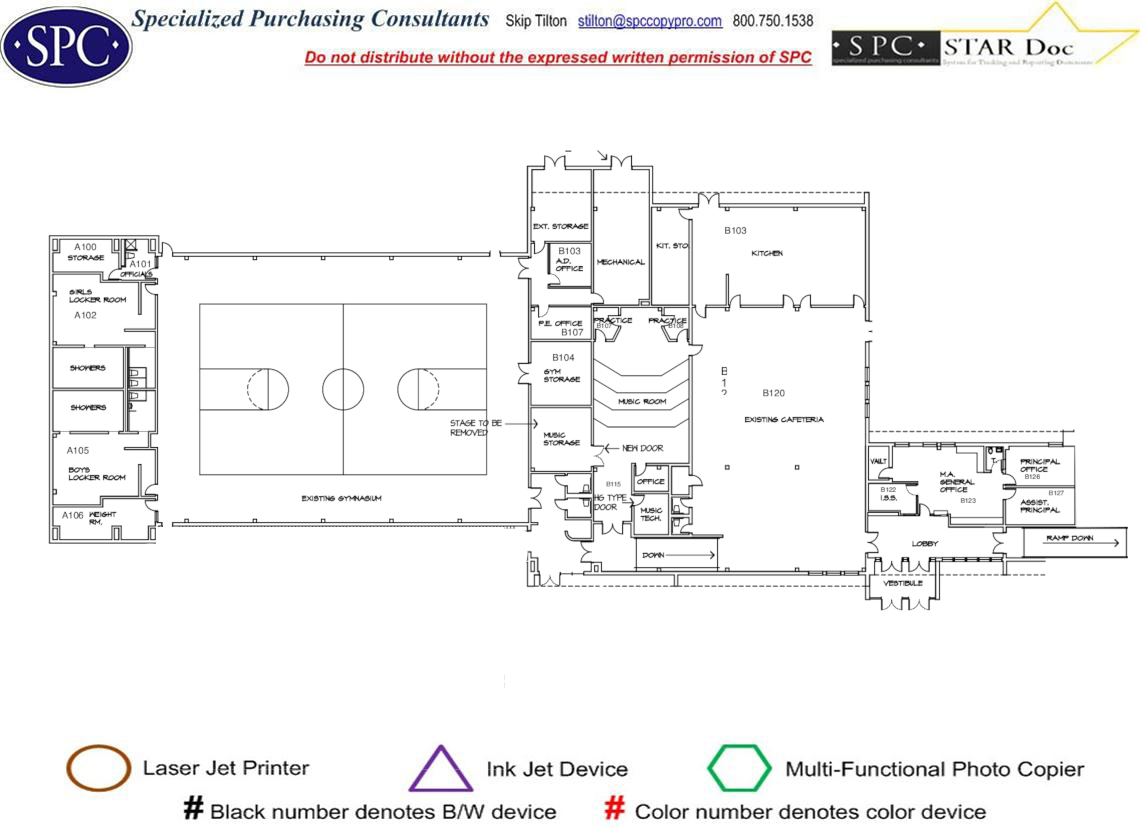 Specialized Purchasing Consultants Skip Tilton stilton@spccopypro.com 800.750.1538
SPC
Do not distribute without the expressed written permission of SPC
SPC STAR Doc
specialized purchasing consultants System for Tracking and Reporting Documents
EXT. STORAGE
B103
A.D.
OFFICE
MECHANICAL
KIT. STO
B103
KITCHEN
A100
STORAGE
A101
OFFICIALS
GIRLS
LOCKER ROOM
A102
SHOWERS
SHOWERS
A105
BOYS
LOCKER ROOM
A106 WEIGHT
RM.
EXISTING GYMNASIUM
STAGE TO BE
REMOVED
P.E. OFFICE
B107
PRACTICE
B107
PRACTICE
B108
B104
GYM
STORAGE
MUSIC ROOM
MUSIC
STORAGE
NEW DOOR
B115
HG TYPE
DOOR
OFFICE
MUSIC
TECH.
DOWN
B
1
2
B120
EXISTING CAFETERIA
VAULT
B122
I.S.S.
M.A.
GENERAL
OFFICE
B123
T.
PRINCIPAL
OFFICE
B126
B127
ASSIST.
PRINCIPAL
LOBBY
RAMP DOWN
VESTIBULE
Laser Jet Printer
Ink Jet Device
Multi-Functional Photo Copier
# Black number denotes B/W device
# Color number denotes color device